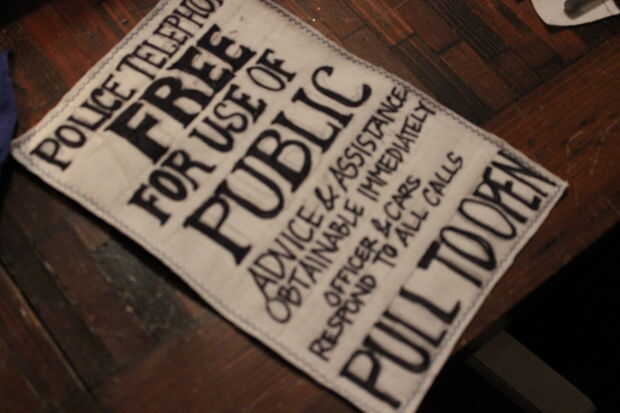 POLICE TELEPHO
FREE
FOR USE OF
PUBLIC
ADVICE & ASSISTANCE
OBTAINABLE IMMEDIATELY
OFFICER & CARS
RESPOND TO ALL CALLS
PULL TO OPEN